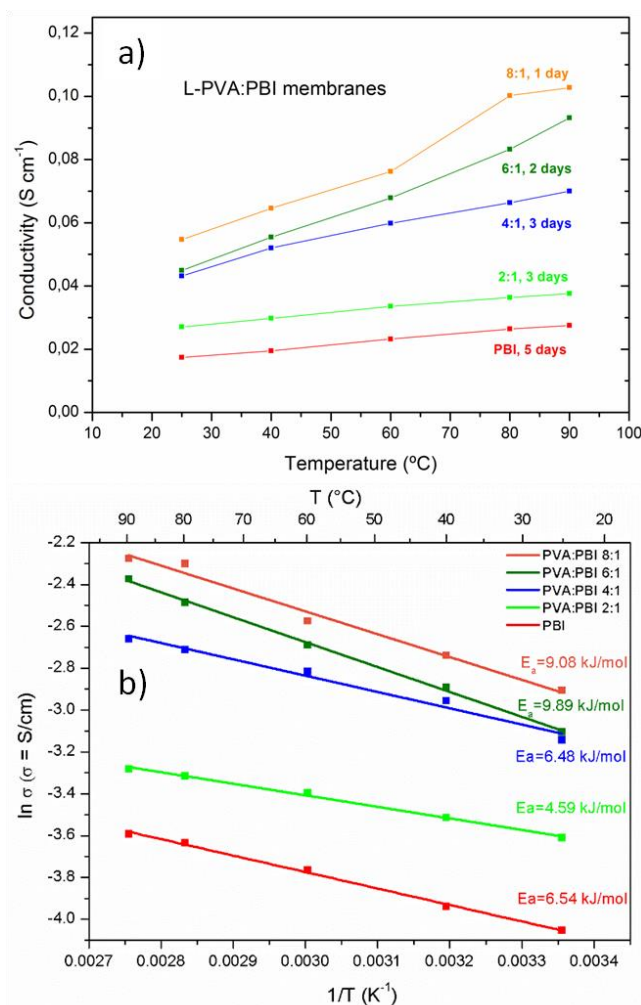 a)
L-PVA:PBI membranes
8:1, 1 day
6:1, 2 days
4:1, 3 days
2:1, 3 days
PBI, 5 days
Conductivity (S cm⁻¹)
0,12
0,10
0,08
0,06
0,04
0,02
0,00
10 20 30 40 50 60 70 80 90 100
Temperature (ºC)
T (°C)
90 80 70 60 50 40 30 20
b)
PVA:PBI 8:1
PVA:PBI 6:1
PVA:PBI 4:1
PVA:PBI 2:1
PBI
Eₐ=9.08 kJ/mol
Eₐ=9.89 kJ/mol
Ea=6.48 kJ/mol
Ea=4.59 kJ/mol
Ea=6.54 kJ/mol
ln σ (σ = S/cm)
-2.2
-2.4
-2.6
-2.8
-3.0
-3.2
-3.4
-3.6
-3.8
-4.0
0.0027 0.0028 0.0029 0.0030 0.0031 0.0032 0.0033 0.0034
1/T (K⁻¹)